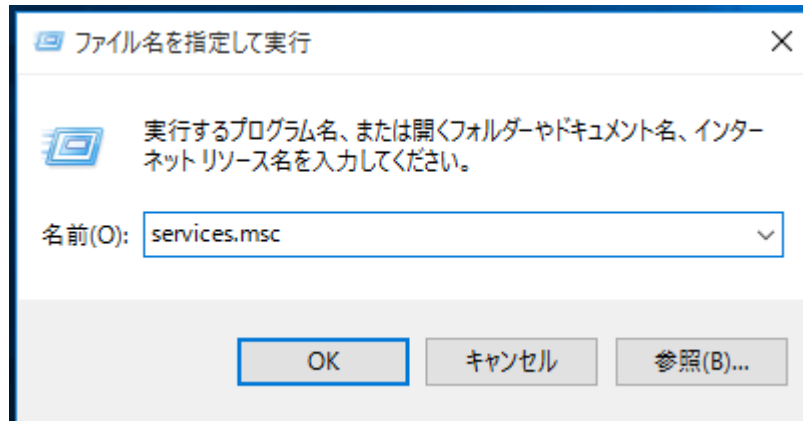 ファイル名を指定して実行
実行するプログラム名、または開くフォルダーやドキュメント名、インター
ネット リソース名を入力してください。
名前(O): services.msc
OK キャンセル 参照(B)...